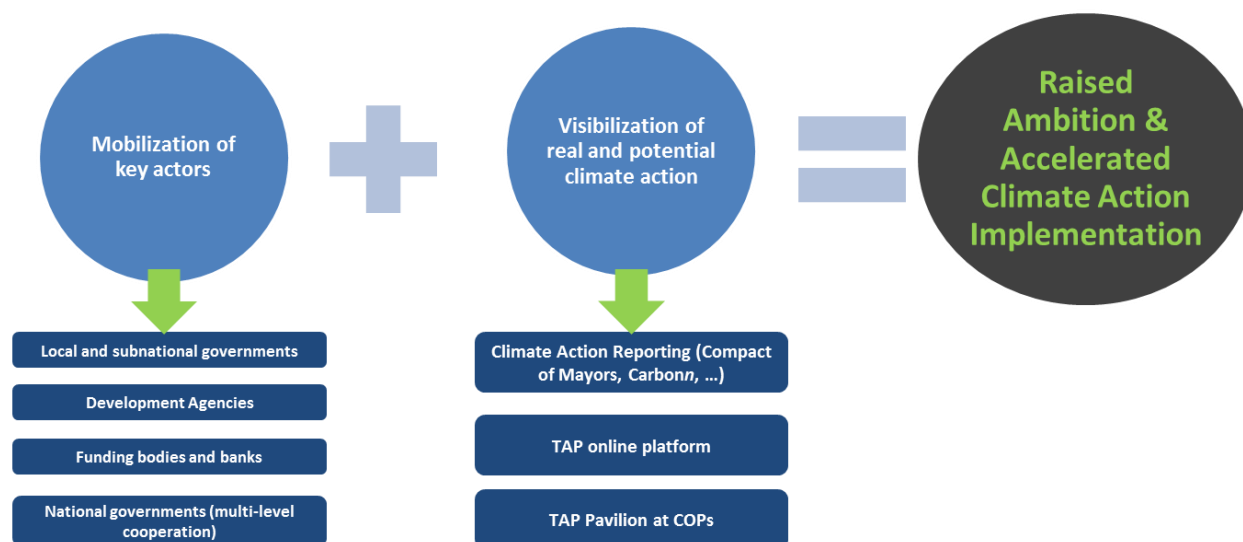 Mobilization of
key actors
Local and subnational governments
Development Agencies
Funding bodies and banks
National governments (multi-level
cooperation)
Visibilization of
real and potential
climate action
Climate Action Reporting (Compact
of Mayors, Carbonn, ...)
TAP online platform
TAP Pavilion at COPs
Raised
Ambition &
Accelerated
Climate Action
Implementation